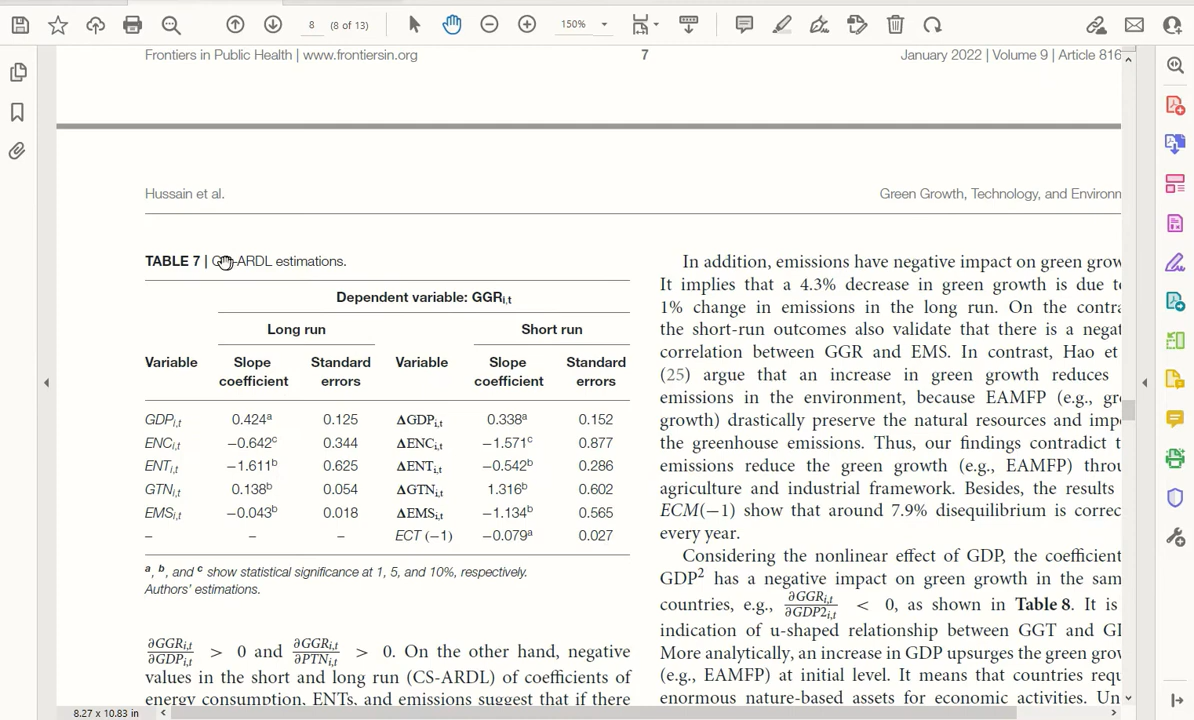 8 (8 of 13) 150%
Frontiers in Public Health | www.frontiersin.org 7 January 2022 | Volume 9 | Article 816
Hussain et al. Green Growth, Technology, and Environm
TABLE 7 | -ARDL estimations.
Dependent variable: GGRi,t
Long run Short run
Variable Slope coefficient Standard errors Variable Slope coefficient Standard errors
GDPi,t 0.424a 0.125 ΔGDPi,t 0.338a 0.152
ENCi,t −0.642c 0.344 ΔENCi,t −1.571c 0.877
ENTi,t −1.611b 0.625 ΔENTi,t −0.542b 0.286
GTNi,t 0.138b 0.054 ΔGTNi,t 1.316b 0.602
EMSi,t −0.043b 0.018 ΔEMSi,t −1.134b 0.565
– – – ECT (−1) −0.079a 0.027
a, b, and c show statistical significance at 1, 5, and 10%, respectively.
Authors' estimations.
∂GGRi,t/∂GDPi,t > 0 and ∂GGRi,t/∂PTNi,t > 0. On the other hand, negative
values in the short and long run (CS-ARDL) of coefficients of
energy consumption, ENTs, and emissions suggest that if there
In addition, emissions have negative impact on green grow
It implies that a 4.3% decrease in green growth is due t
1% change in emissions in the long run. On the contra
the short-run outcomes also validate that there is a negat
correlation between GGR and EMS. In contrast, Hao et
(25) argue that an increase in green growth reduces
emissions in the environment, because EAMFP (e.g., gre
growth) drastically preserve the natural resources and impe
the greenhouse emissions. Thus, our findings contradict t
emissions reduce the green growth (e.g., EAMFP) throu
agriculture and industrial framework. Besides, the results
ECM(−1) show that around 7.9% disequilibrium is correc
every year.
Considering the nonlinear effect of GDP, the coefficient
GDP2 has a negative impact on green growth in the sam
countries, e.g., ∂GGRi,t/∂GDP2i,t < 0, as shown in Table 8. It is
indication of u-shaped relationship between GGT and GI
More analytically, an increase in GDP upsurges the green grow
(e.g., EAMFP) at initial level. It means that countries requ
enormous nature-based assets for economic activities. Un
8.27 x 10.83 in